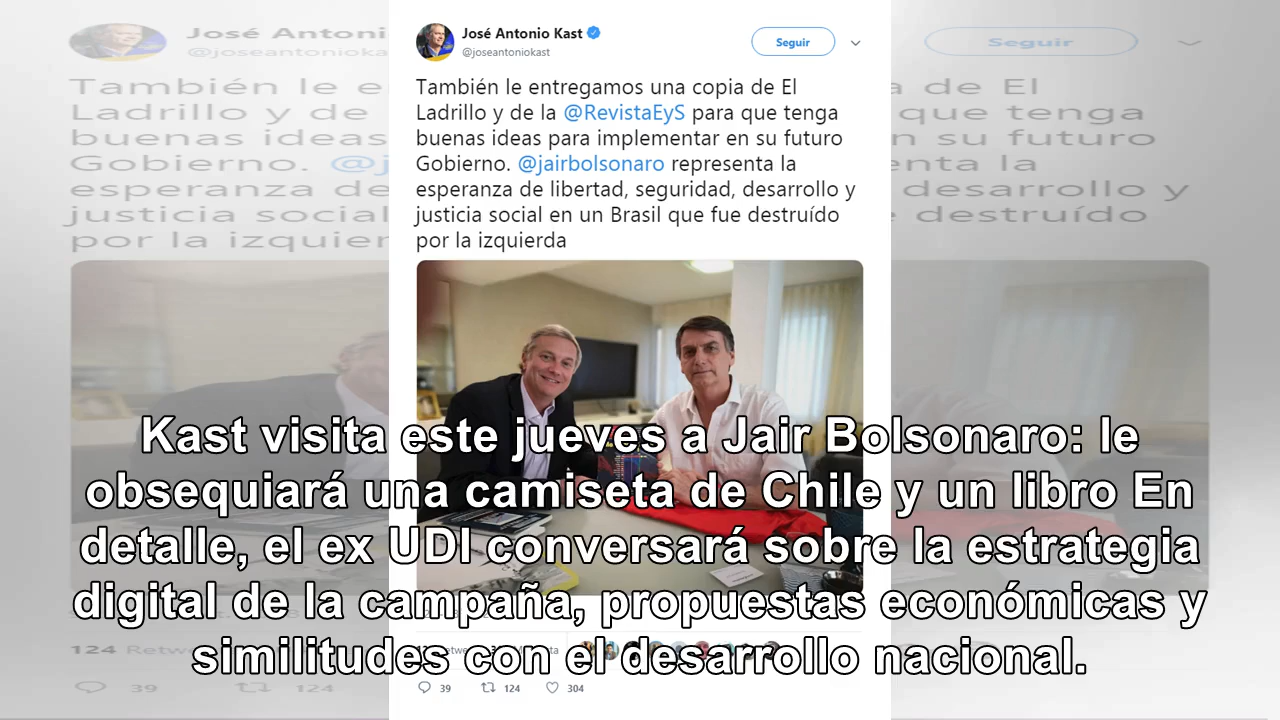 José Antonio Kast
@joseantoniokast
Seguir
También le entregamos una copia de El
Ladrillo y de la @RevistaEyS para que tenga
buenas ideas para implementar en su futuro
Gobierno. @jairbolsonaro representa la
esperanza de libertad, seguridad, desarrollo y
justicia social en un Brasil que fue destruído
por la izquierda
Kast visita este jueves a Jair Bolsonaro: le
obsequiará una camiseta de Chile y un libro En
detalle, el ex UDI conversará sobre la estrategia
digital de la campaña, propuestas económicas y
similitudes con el desarrollo nacional.
39 124 304